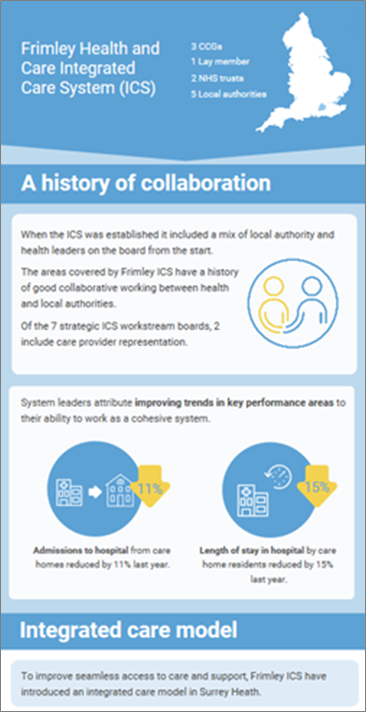 Frimley Health and
Care Integrated
Care System (ICS)
3 CCGs
1 Lay member
2 NHS trusts
5 Local authorities
A history of collaboration
When the ICS was established it included a mix of local authority and
health leaders on the board from the start.
The areas covered by Frimley ICS have a history
of good collaborative working between health
and local authorities.
Of the 7 strategic ICS workstream boards, 2
include care provider representation.
System leaders attribute improving trends in key performance areas to
their ability to work as a cohesive system.
11%
15%
Admissions to hospital from care
homes reduced by 11% last year.
Length of stay in hospital by care
home residents reduced by 15%
last year.
Integrated care model
To improve seamless access to care and support, Frimley ICS have
introduced an integrated care model in Surrey Heath.